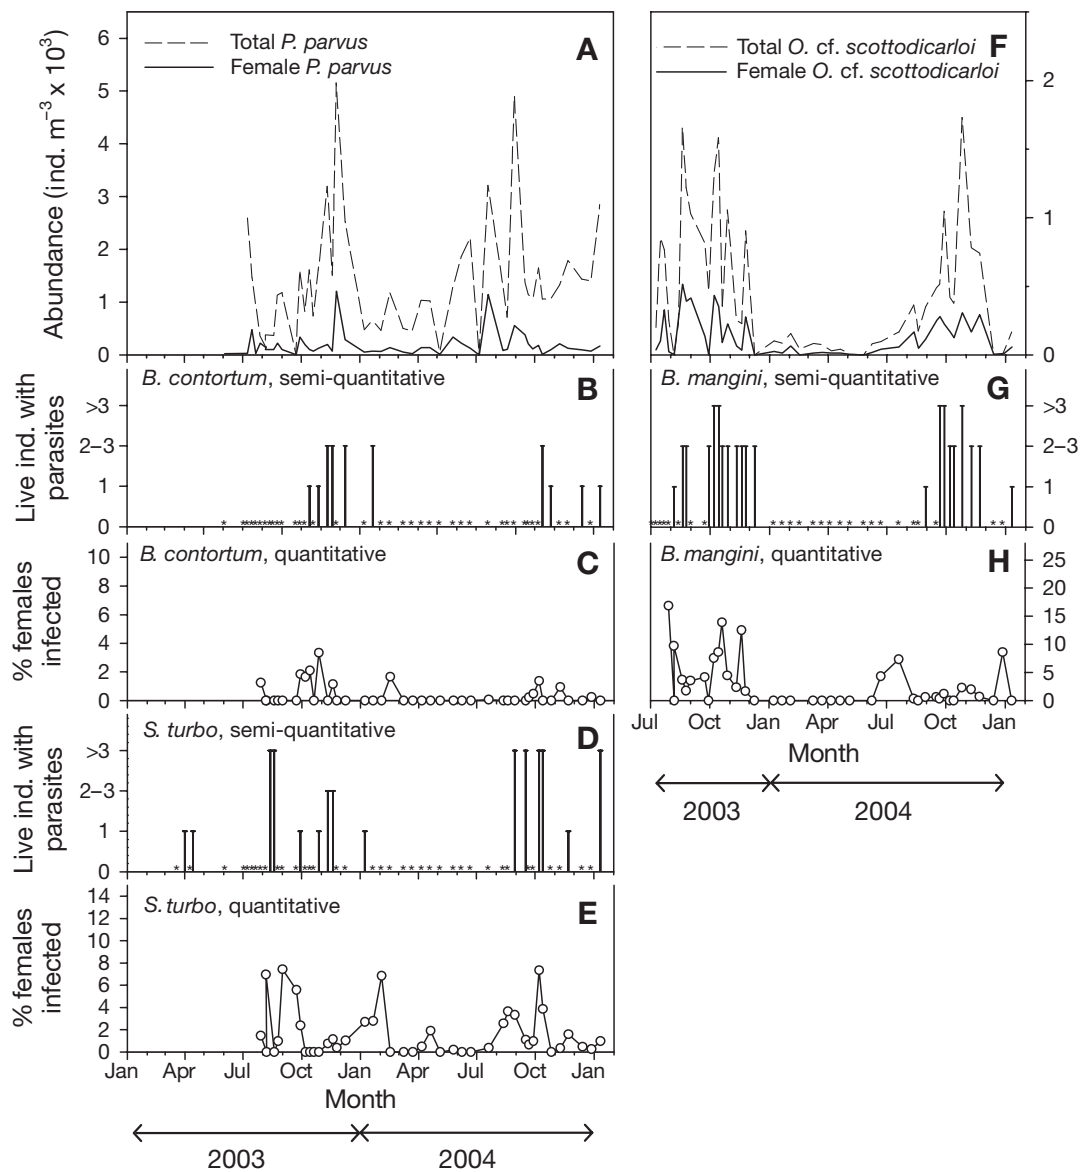 Abundance (ind. m⁻³ x 10³)
6
5
4
3
2
1
0
Total P. parvus
Female P. parvus
A
Total O. cf. scottodicarloi
Female O. cf. scottodicarloi
F
2
1
0
Live ind. with parasites
>3
2–3
1
0
B. contortum, semi-quantitative
B
B. mangini, semi-quantitative
G
>3
2–3
1
0
% females infected
10
8
6
4
2
0
B. contortum, quantitative
C
B. mangini, quantitative
H
25
20
15
10
5
0
Jul Oct Jan Apr Jul Oct Jan
Month
2003 2004
Live ind. with parasites
>3
2–3
1
0
S. turbo, semi-quantitative
D
% females infected
14
12
10
8
6
4
2
0
S. turbo, quantitative
E
Jan Apr Jul Oct Jan Apr Jul Oct Jan
Month
2003 2004